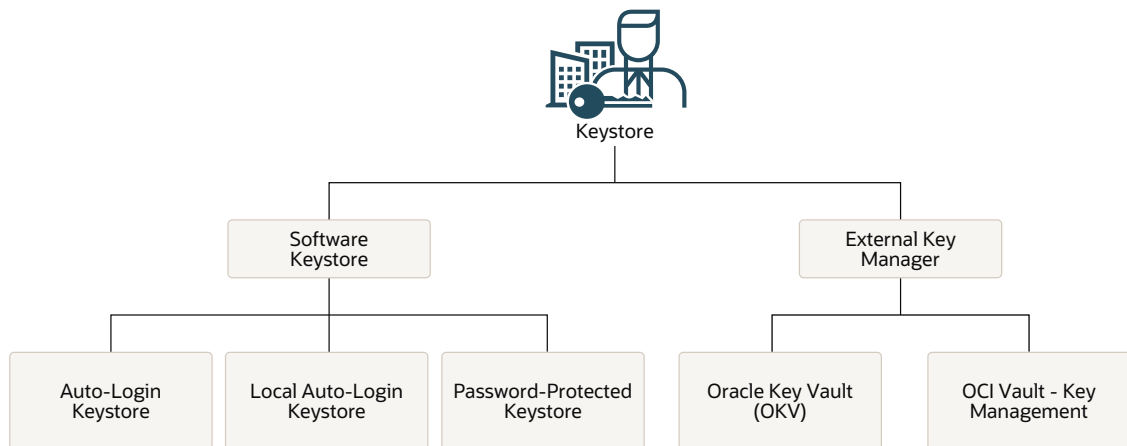 Keystore
Software
Keystore
External Key
Manager
Auto-Login
Keystore
Local Auto-Login
Keystore
Password-Protected
Keystore
Oracle Key Vault
(OKV)
OCI Vault - Key
Management